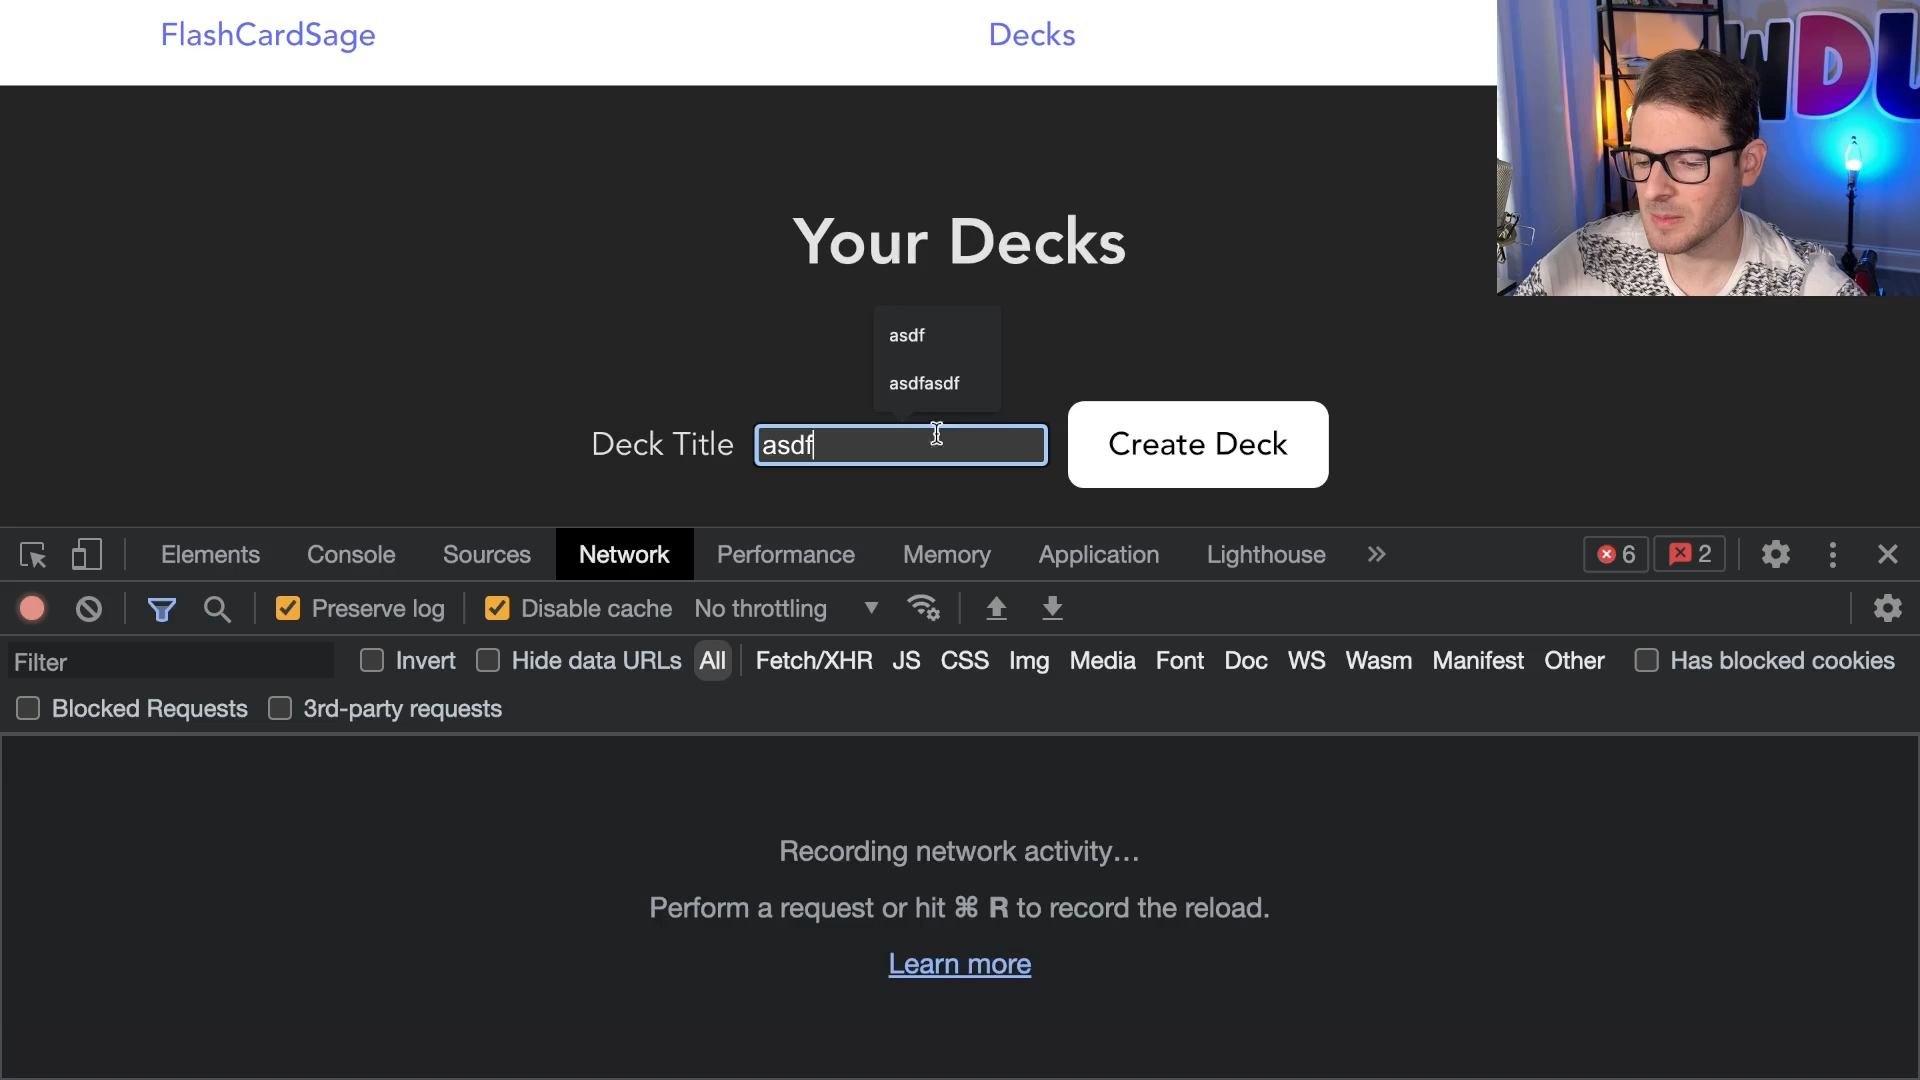 FlashCardSage
Decks
WDU
Your Decks
asdf
asdfasdf
Deck Title
asdf
Create Deck
Elements
Console
Sources
Network
Performance
Memory
Application
Lighthouse
»
6
2
Preserve log
Disable cache
No throttling
Filter
Invert
Hide data URLs
All
Fetch/XHR
JS
CSS
Img
Media
Font
Doc
WS
Wasm
Manifest
Other
Has blocked cookies
Blocked Requests
3rd-party requests
Recording network activity…
Perform a request or hit ⌘ R to record the reload.
Learn more